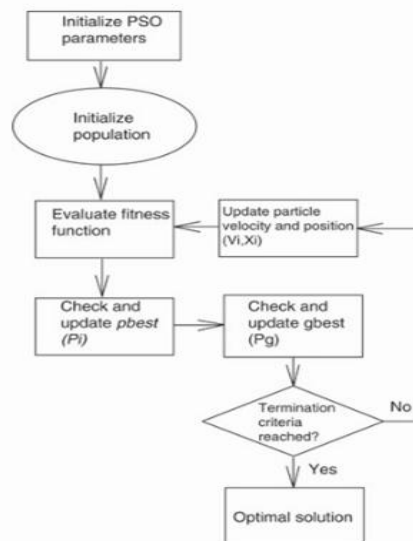 Initialize PSO
parameters
Initialize
population
Evaluate fitness
function
Update particle
velocity and position
(Vi,Xi)
Check and
update pbest
(Pi)
Check and
update gbest
(Pg)
Termination
criteria
reached?
No
Yes
Optimal solution